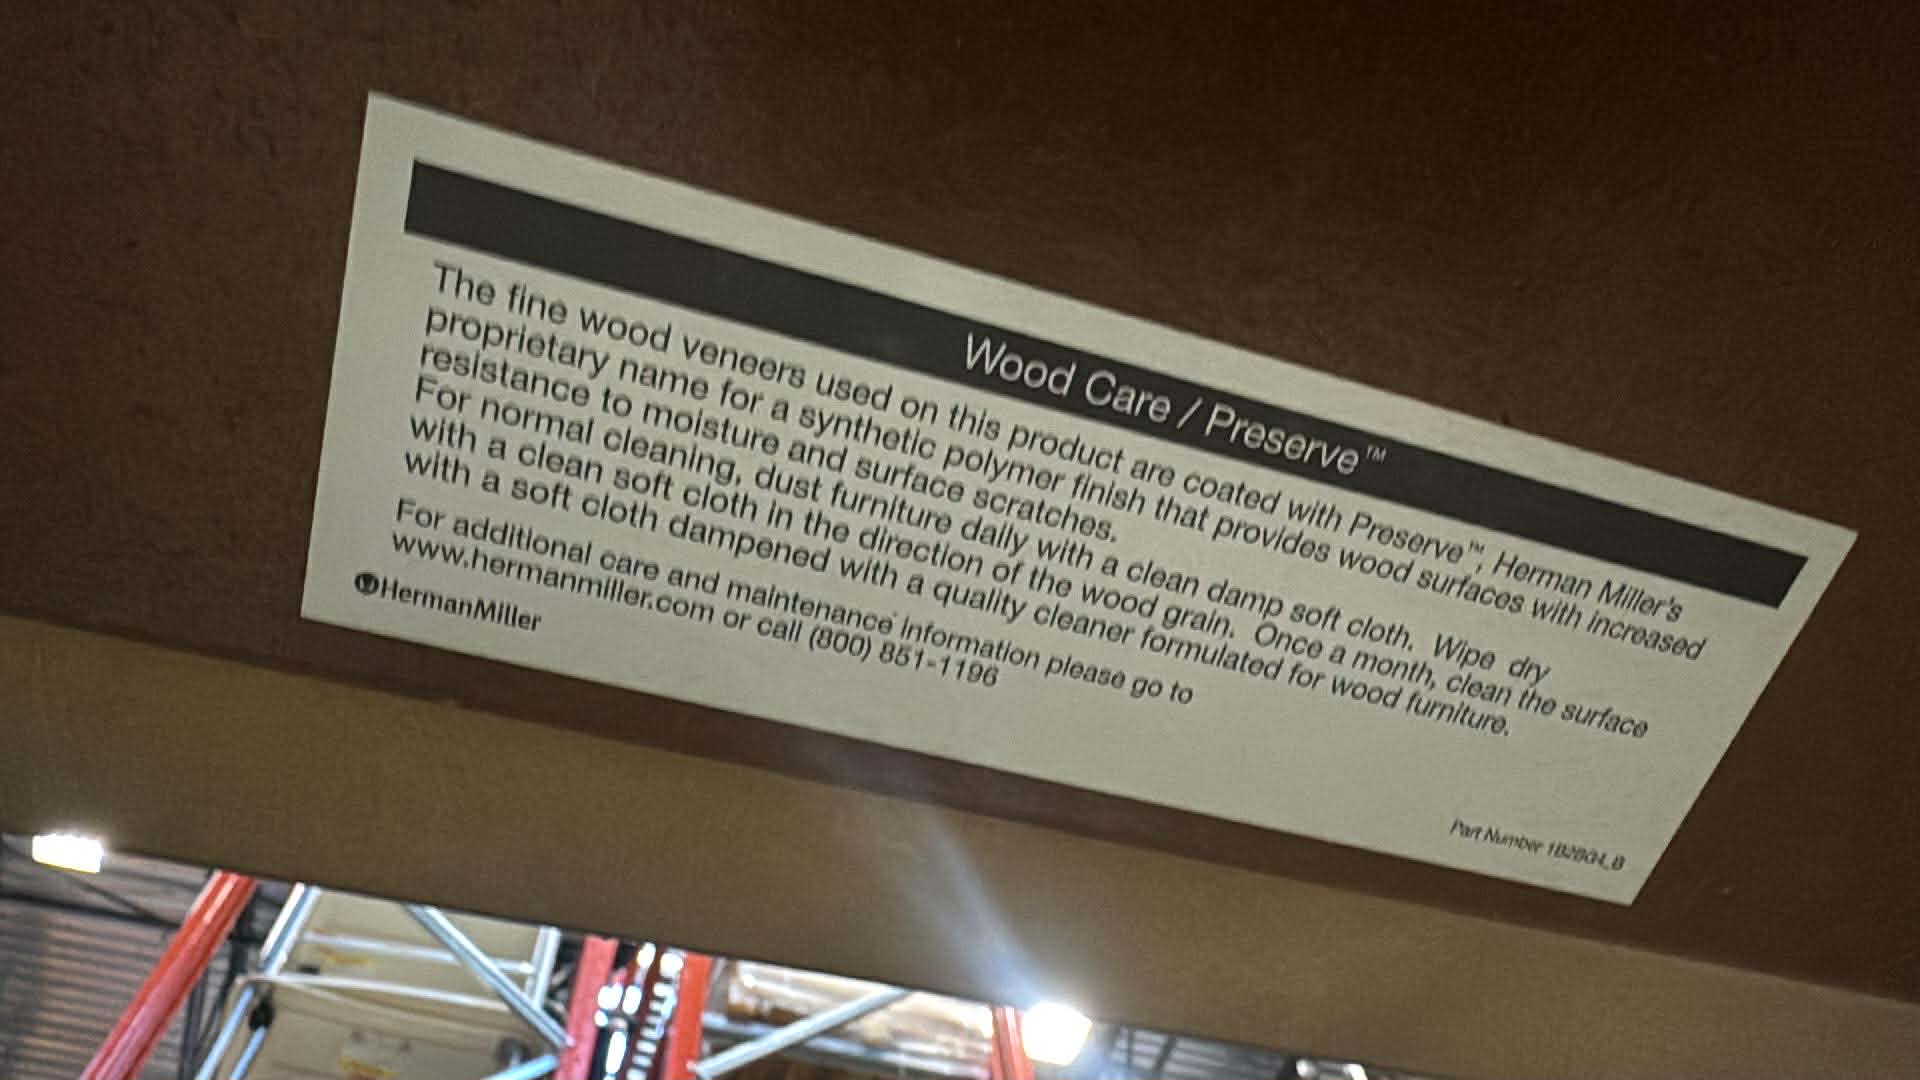 Wood Care / Preserve™
The fine wood veneers used on this product are coated with Preserve™, Herman Miller's
proprietary name for a synthetic polymer finish that provides wood surfaces with increased
resistance to moisture and surface scratches.
For normal cleaning, dust furniture daily with a clean damp soft cloth. Wipe dry
with a clean soft cloth in the direction of the wood grain. Once a month, clean the surface
with a soft cloth dampened with a quality cleaner formulated for wood furniture.
For additional care and maintenance information please go to
www.hermanmiller.com or call (800) 851-1196
HermanMiller
Part Number